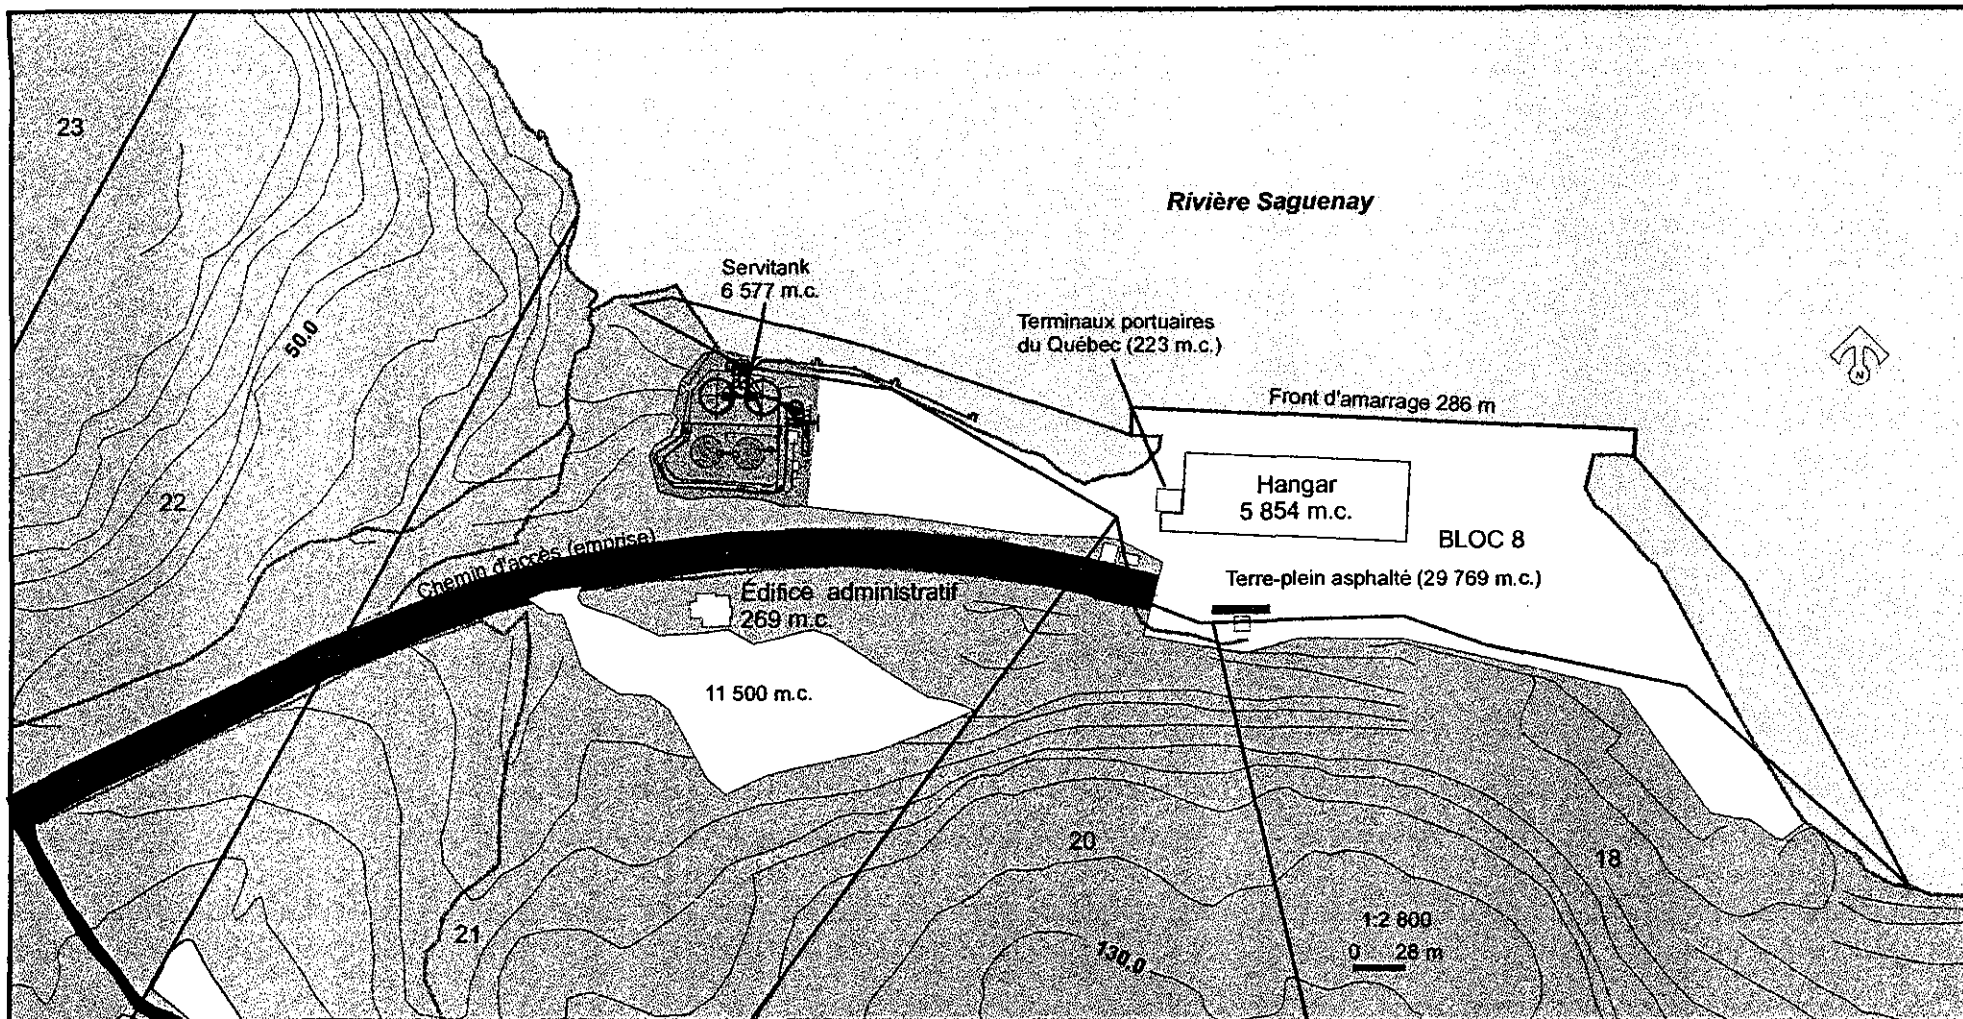 23
Rivière Saguenay
Servitank
6 577 m.c.
Terminaux portuaires
du Québec (223 m.c.)
50.0
N
Front d'amarrage 286 m
Hangar
5 854 m.c.
22
BLOC 8
Chemin d'accès (emprise)
Terre-plein asphalté (29 769 m.c.)
Édifice administratif
269 m.c.
11 500 m.c.
20
18
21
130.0
1:2 800
0 28 m